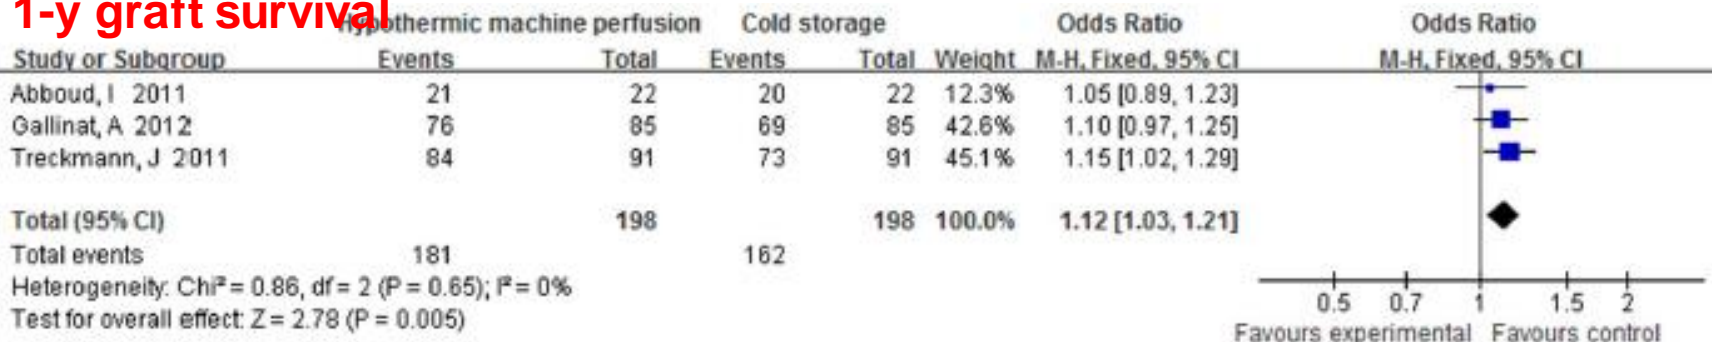 1-y graft survival
Hypothermic machine perfusion Cold storage Odds Ratio Odds Ratio
Study or Subgroup Events Total Events Total Weight M-H, Fixed, 95% CI M-H, Fixed, 95% CI
Abboud, I 2011 21 22 20 22 12.3% 1.05 [0.89, 1.23]
Gallinat, A 2012 76 85 69 85 42.6% 1.10 [0.97, 1.25]
Treckmann, J 2011 84 91 73 91 45.1% 1.15 [1.02, 1.29]
Total (95% CI) 198 198 100.0% 1.12 [1.03, 1.21]
Total events 181 162
Heterogeneity: Chi² = 0.86, df = 2 (P = 0.65); I² = 0%
Test for overall effect: Z = 2.78 (P = 0.005)
0.5 0.7 1 1.5 2
Favours experimental Favours control